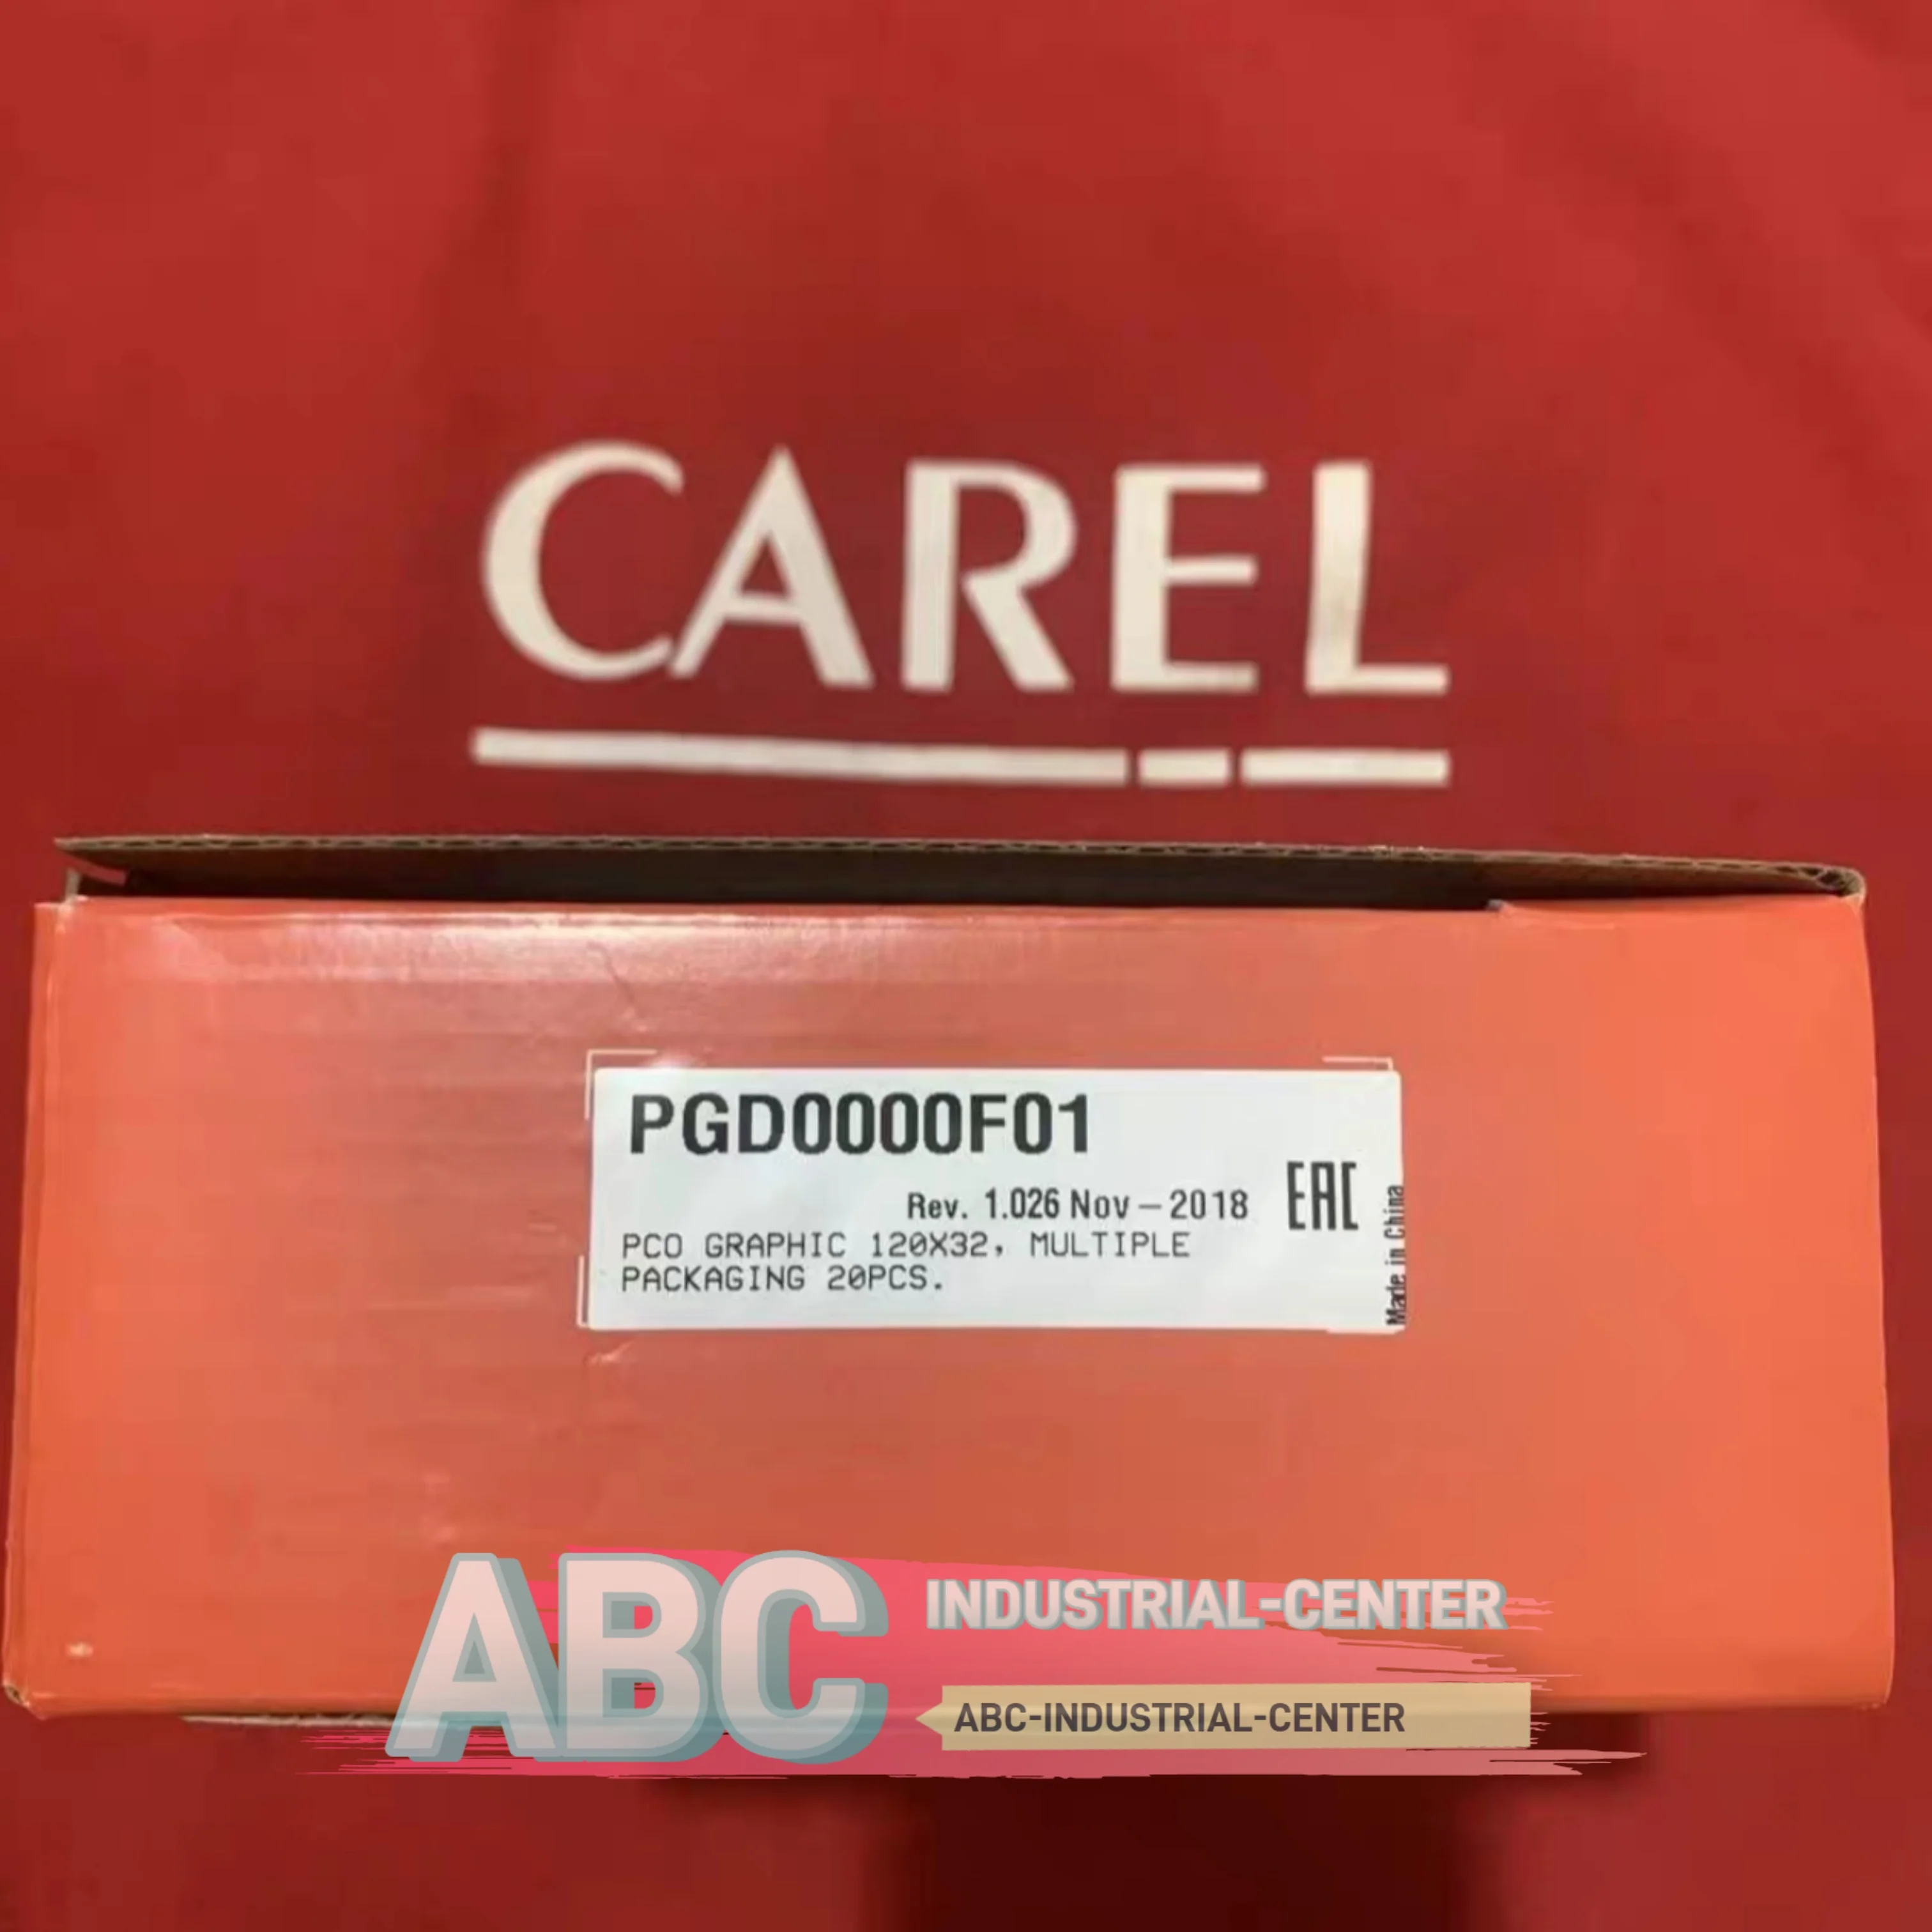 CAREL
PGD0000F01
Rev. 1.026 Nov – 2018
EAC
PCO GRAPHIC 120X32, MULTIPLE
PACKAGING 20PCS.
Made in China
ABC
INDUSTRIAL-CENTER
ABC-INDUSTRIAL-CENTER